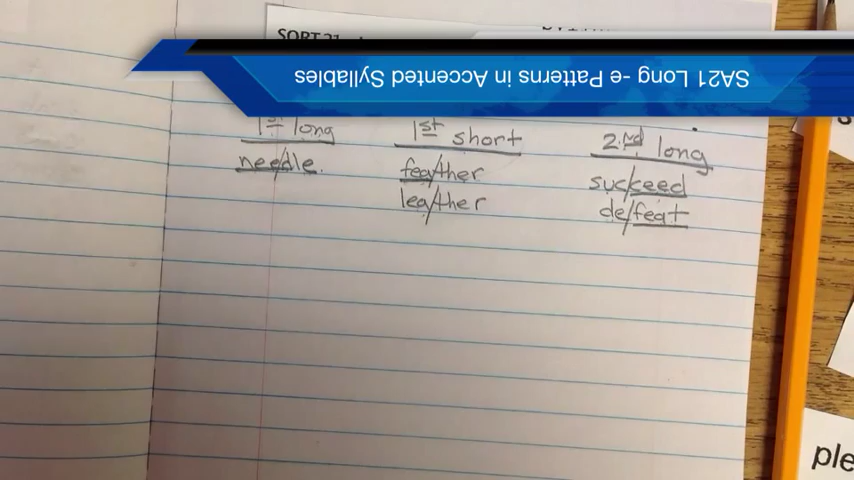 SORT 21
SA21 Long -e Patterns in Accented Syllables
1st long 1st short 2nd long
needle feather succeed
leather defeat
ple